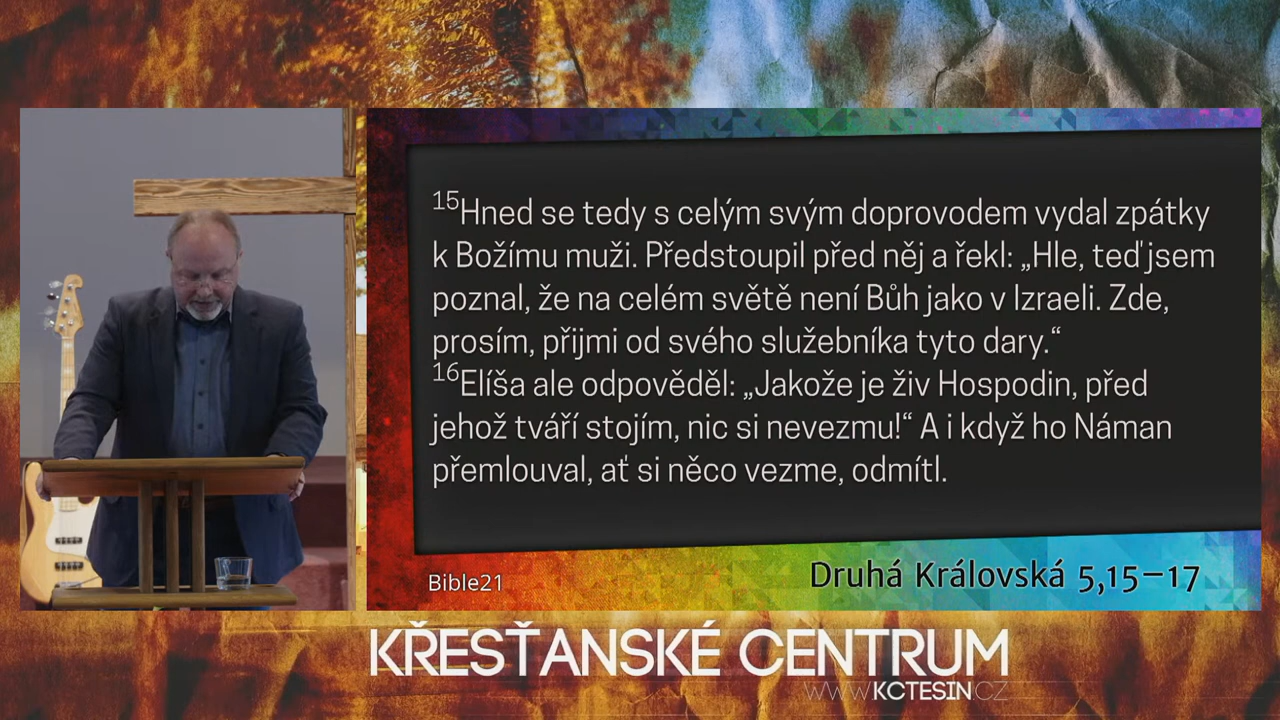 ¹⁵Hned se tedy s celým svým doprovodem vydal zpátky
k Božímu muži. Předstoupil před něj a řekl: „Hle, teď jsem
poznal, že na celém světě není Bůh jako v Izraeli. Zde,
prosím, přijmi od svého služebníka tyto dary.“
¹⁶Elíša ale odpověděl: „Jakože je živ Hospodin, před
jehož tváří stojím, nic si nevezmu!“ A i když ho Náman
přemlouval, ať si něco vezme, odmítl.
Bible21
Druhá Královská 5,15–17
KŘESŤANSKÉ CENTRUM
WWW.KCTESIN.CZ